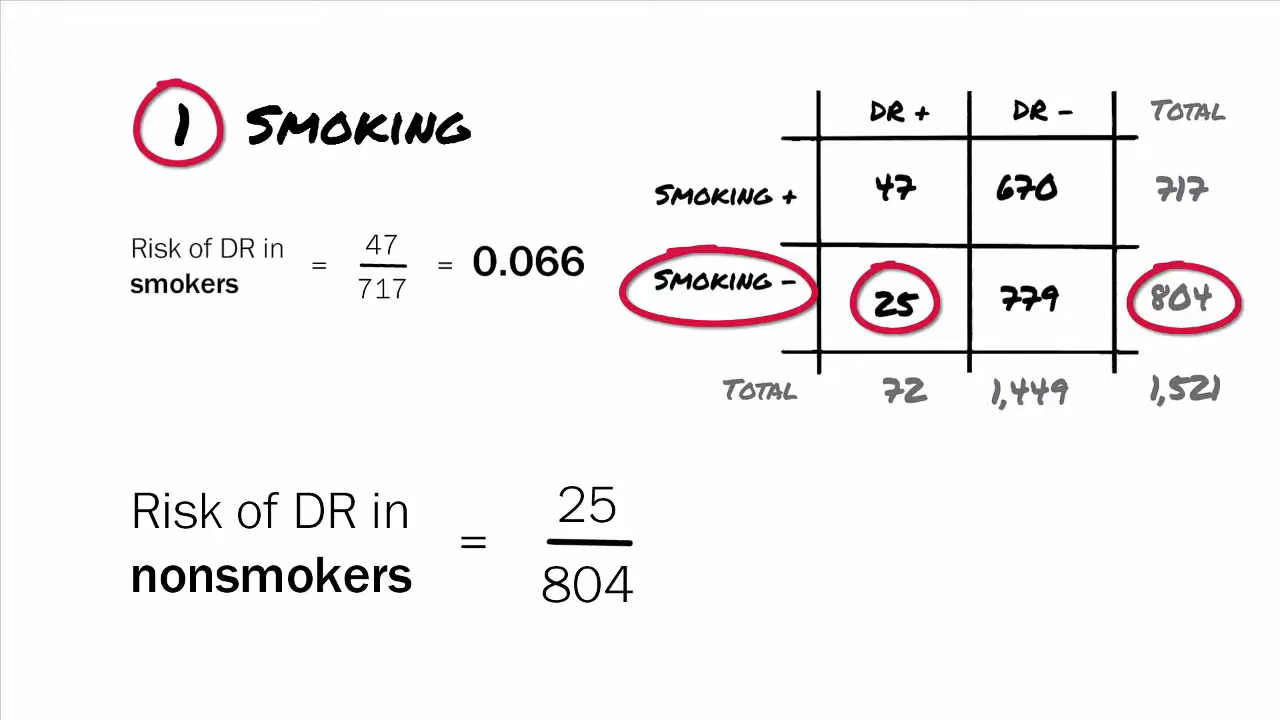 1 Smoking
Risk of DR in
smokers
=
47
717
= 0.066
DR + DR - Total
Smoking + 47 670 717
Smoking - 25 779 804
Total 72 1,449 1,521
Risk of DR in
nonsmokers
=
25
804